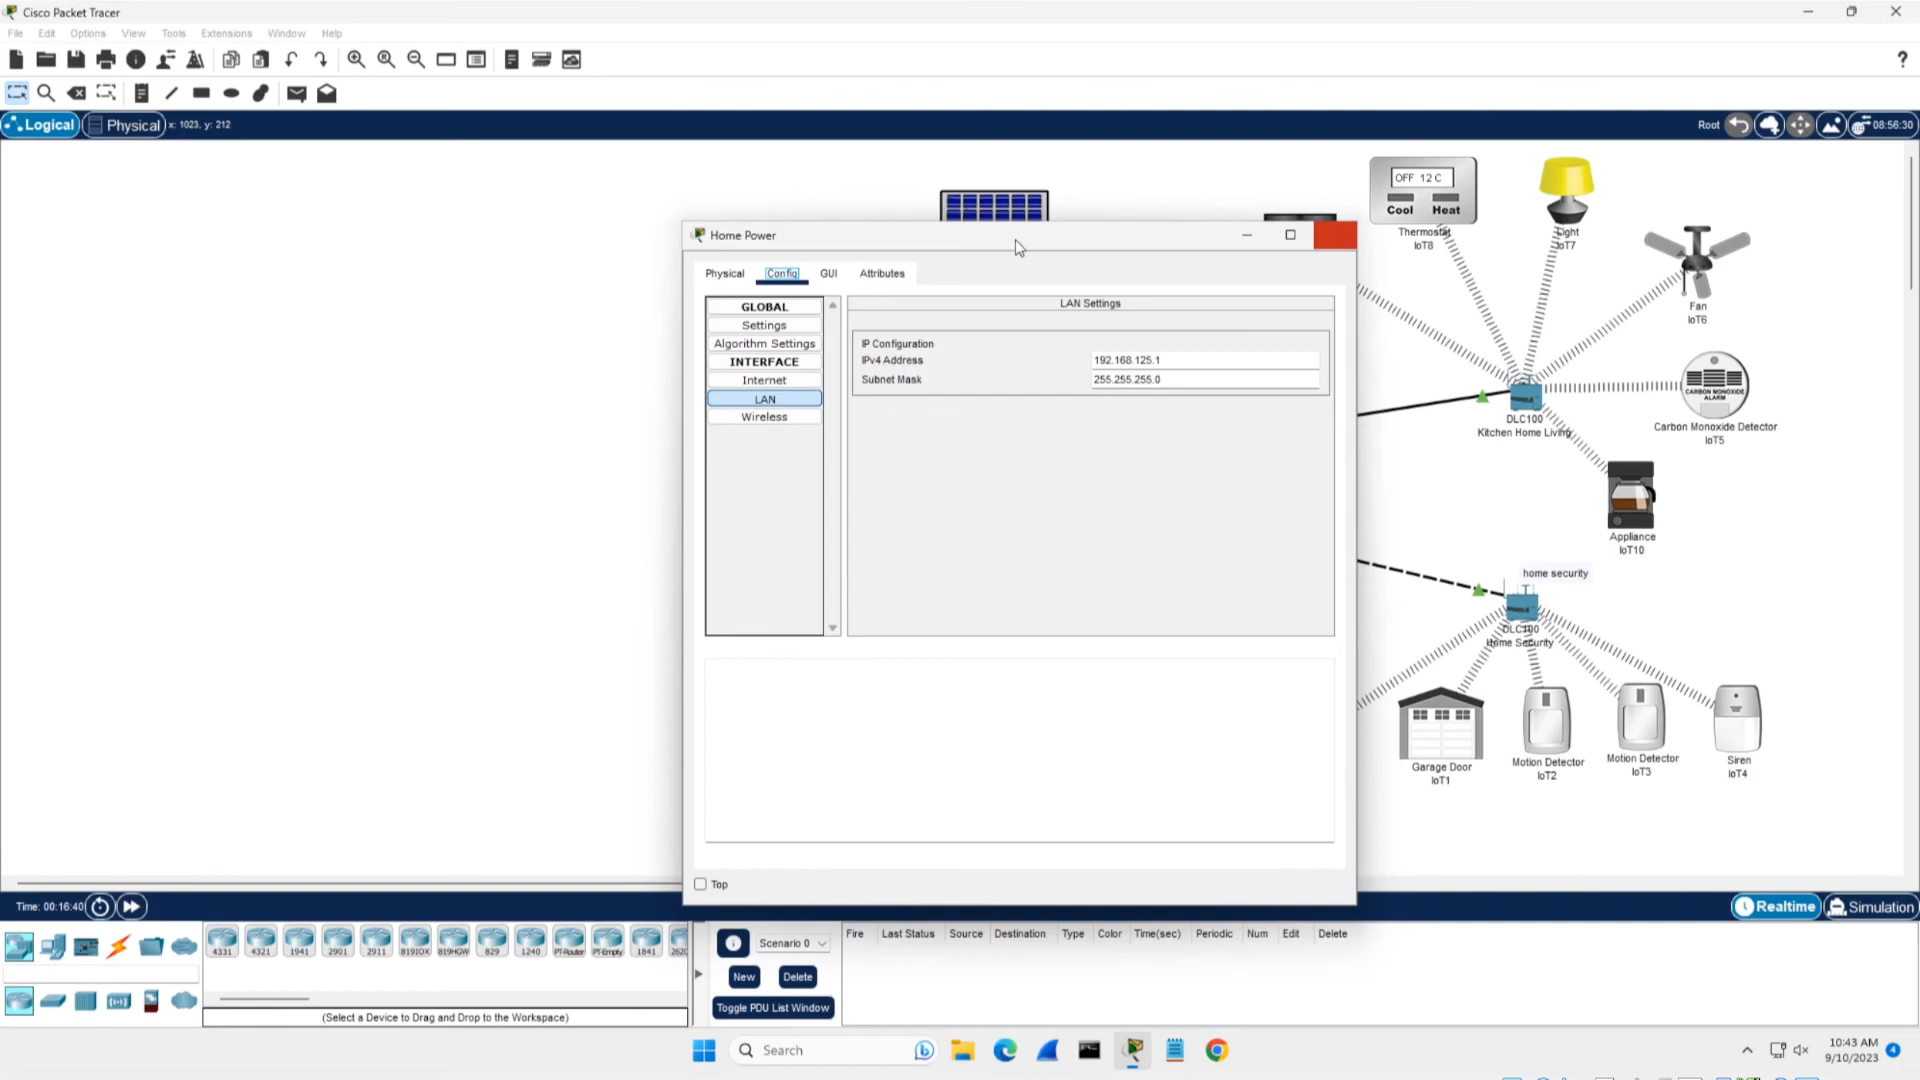 Cisco Packet Tracer
File Edit Options View Tools Extensions Window Help
?
Logical Physical x: 1023, y: 212
Root 08:56:30
OFF 12 C
Cool Heat
Thermostat
IoT8
Light
IoT7
Fan
IoT6
Home Power
Physical Config GUI Attributes
GLOBAL
Settings
Algorithm Settings
INTERFACE
Internet
LAN
Wireless
LAN Settings
IP Configuration
IPv4 Address 192.168.125.1
Subnet Mask 255.255.255.0
Top
CARBON MONOXIDE
ALARM
Carbon Monoxide Detector
IoT5
DLC100
Kitchen Home Living
Appliance
IoT10
home security
DLC100
Home Security
Garage Door
IoT1
Motion Detector
IoT2
Motion Detector
IoT3
Siren
IoT4
Time: 00:16:40
Realtime Simulation
4331 4321 1941 2901 2911 819IOX 819HGW 829 1240 PT-Router PT-Empty 1841 262
(Select a Device to Drag and Drop to the Workspace)
Scenario 0
New Delete
Toggle PDU List Window
Fire Last Status Source Destination Type Color Time(sec) Periodic Num Edit Delete
Search
10:43 AM
9/10/2023
4